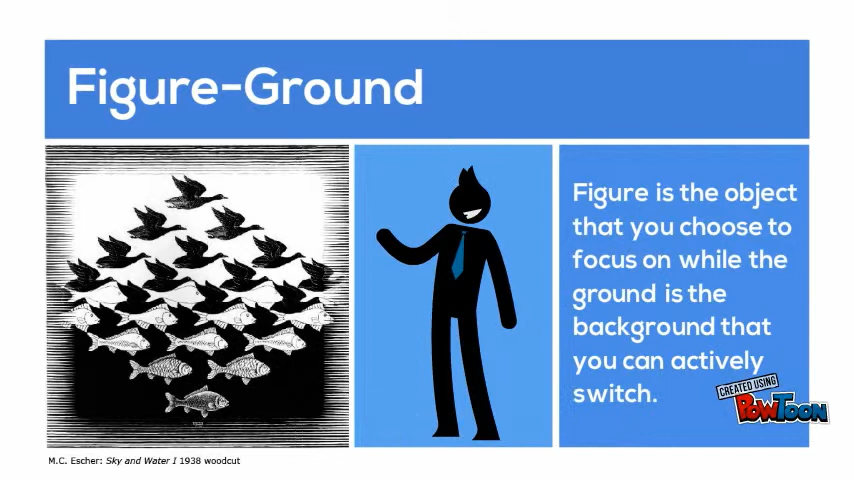 Figure-Ground
Figure is the object
that you choose to
focus on while the
ground is the
background that
you can actively
switch.
CREATED USING
POWTOON
M.C. Escher: Sky and Water I 1938 woodcut